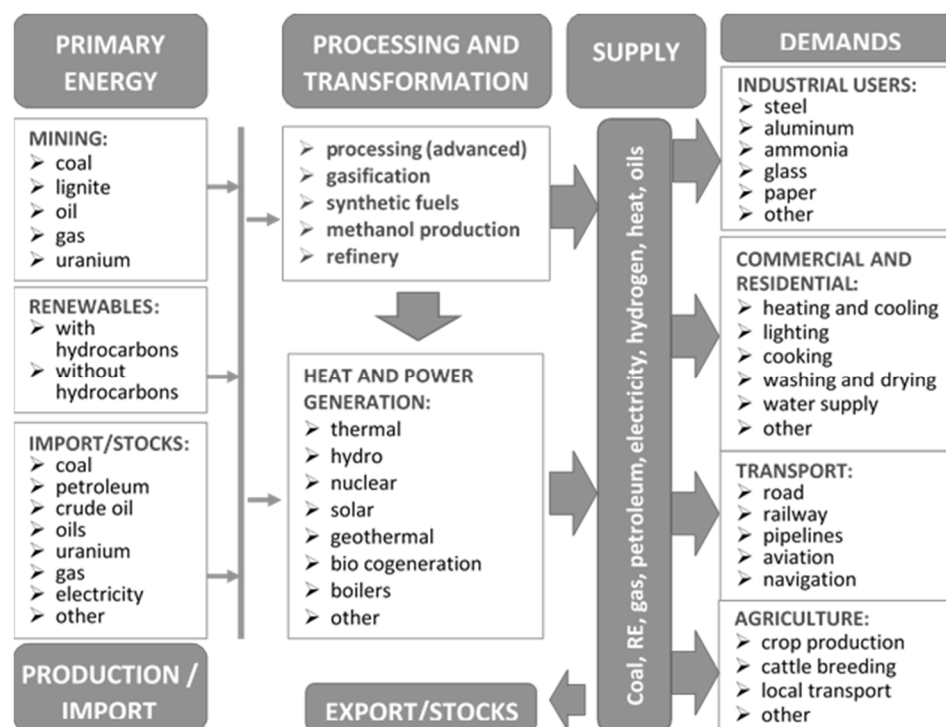 PRIMARY
ENERGY
MINING:
coal
lignite
oil
gas
uranium
RENEWABLES:
with
hydrocarbons
without
hydrocarbons
IMPORT/STOCKS:
coal
petroleum
crude oil
oils
uranium
gas
electricity
other
PRODUCTION /
IMPORT
PROCESSING AND
TRANSFORMATION
processing (advanced)
gasification
synthetic fuels
methanol production
refinery
HEAT AND POWER
GENERATION:
thermal
hydro
nuclear
solar
geothermal
bio cogeneration
boilers
other
EXPORT/STOCKS
SUPPLY
Coal, RE, gas, petroleum, electricity, hydrogen, heat, oils
DEMANDS
INDUSTRIAL USERS:
steel
aluminum
ammonia
glass
paper
other
COMMERCIAL AND
RESIDENTIAL:
heating and cooling
lighting
cooking
washing and drying
water supply
other
TRANSPORT:
road
railway
pipelines
aviation
navigation
AGRICULTURE:
crop production
cattle breeding
local transport
other